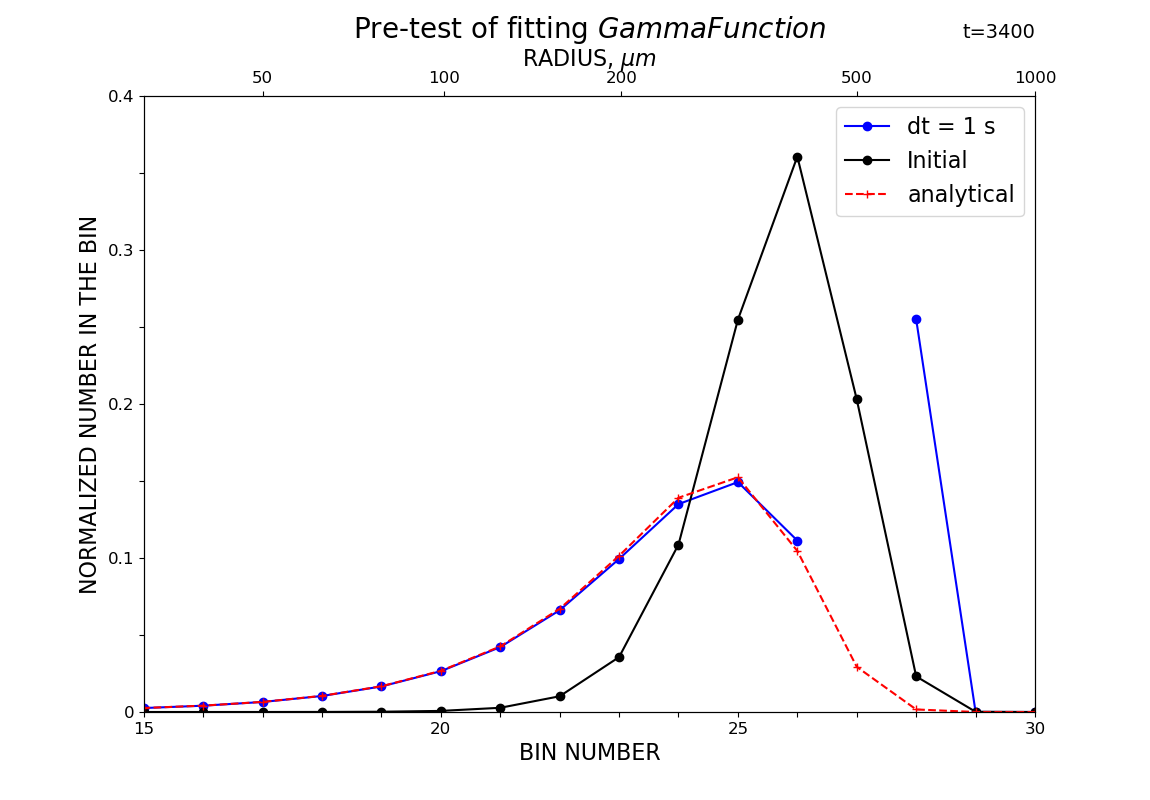 Pre-test of fitting GammaFunction
t=3400
RADIUS, μm
50 100 200 500 1000
0.4
0.3
0.2
0.1
0
NORMALIZED NUMBER IN THE BIN
dt = 1 s
Initial
analytical
15 20 25 30
BIN NUMBER